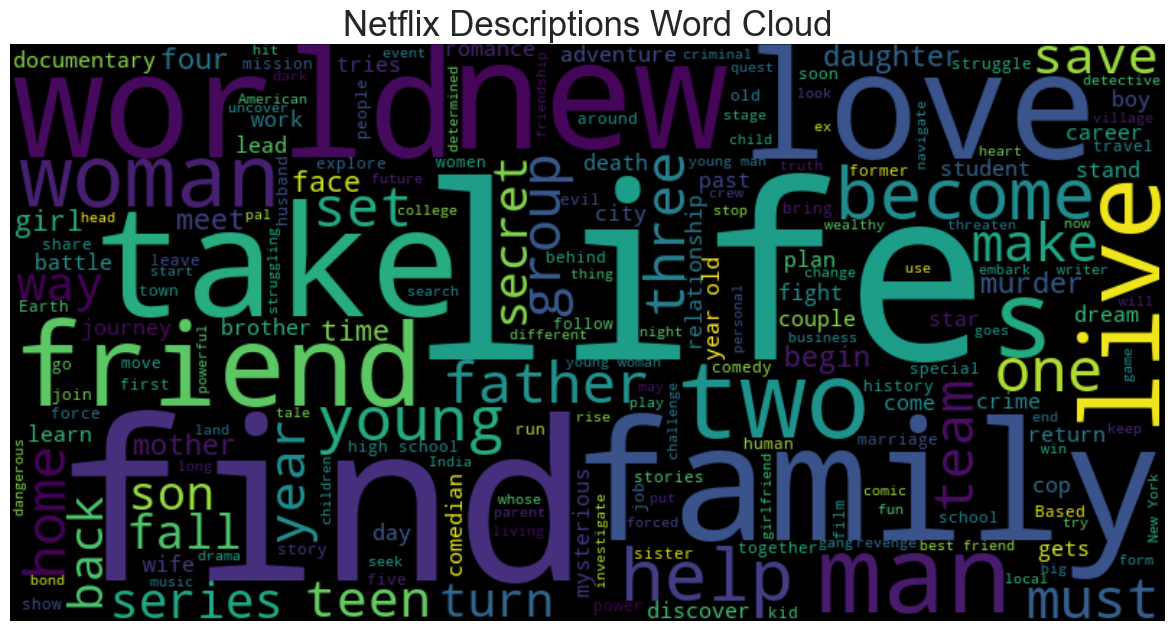 Netflix Descriptions Word Cloud
documentary
four
hit
mission
event
tries
romance
adventure
criminal
quest
soon
daughter
struggle
save
world
new
love
dark
American
uncover
work
lead
people
determined
friendship
around
old
stage
child
look
ex
navigate
boy
detective
village
career
travel
heart
woman
husband
explore
future
women
face
secret
group
death
evil
city
three
young man
past
crew
truth
stop
bring
former
student
stand
become
wealthy
threaten
now
girl
head
meet
pal
set
college
share
battle
leave
start
town
struggling
take
life
s
search
behind
thing
relationship
plan
change
fight
use
make
embark
writer
murder
will
dream
live
way
Earth
journey
brother
time
different
follow
night
year old
personal
couple
business
begin
star
goes
friend
go
move
join
first
powerful
father
young woman
may
play
comedy
two
special
history
come
one
crime
team
game
force
tale
learn
land
mother
long
young
high school
run
rise
challenge
human
marriage
end
return
keep
win
dangerous
home
son
fall
back
year
children
India
find
family
whose
parent
living
comedian
mysterious
investigate
stories
job
put
forced
girlfriend
film
comic
fun
school
cop
Based
try
New York
day
drama
story
wife
seek
five
music
bond
show
series
teen
turn
sister
together
gang
revenge
best friend
gets
local
big
form
help
man
must
power
discover
kid